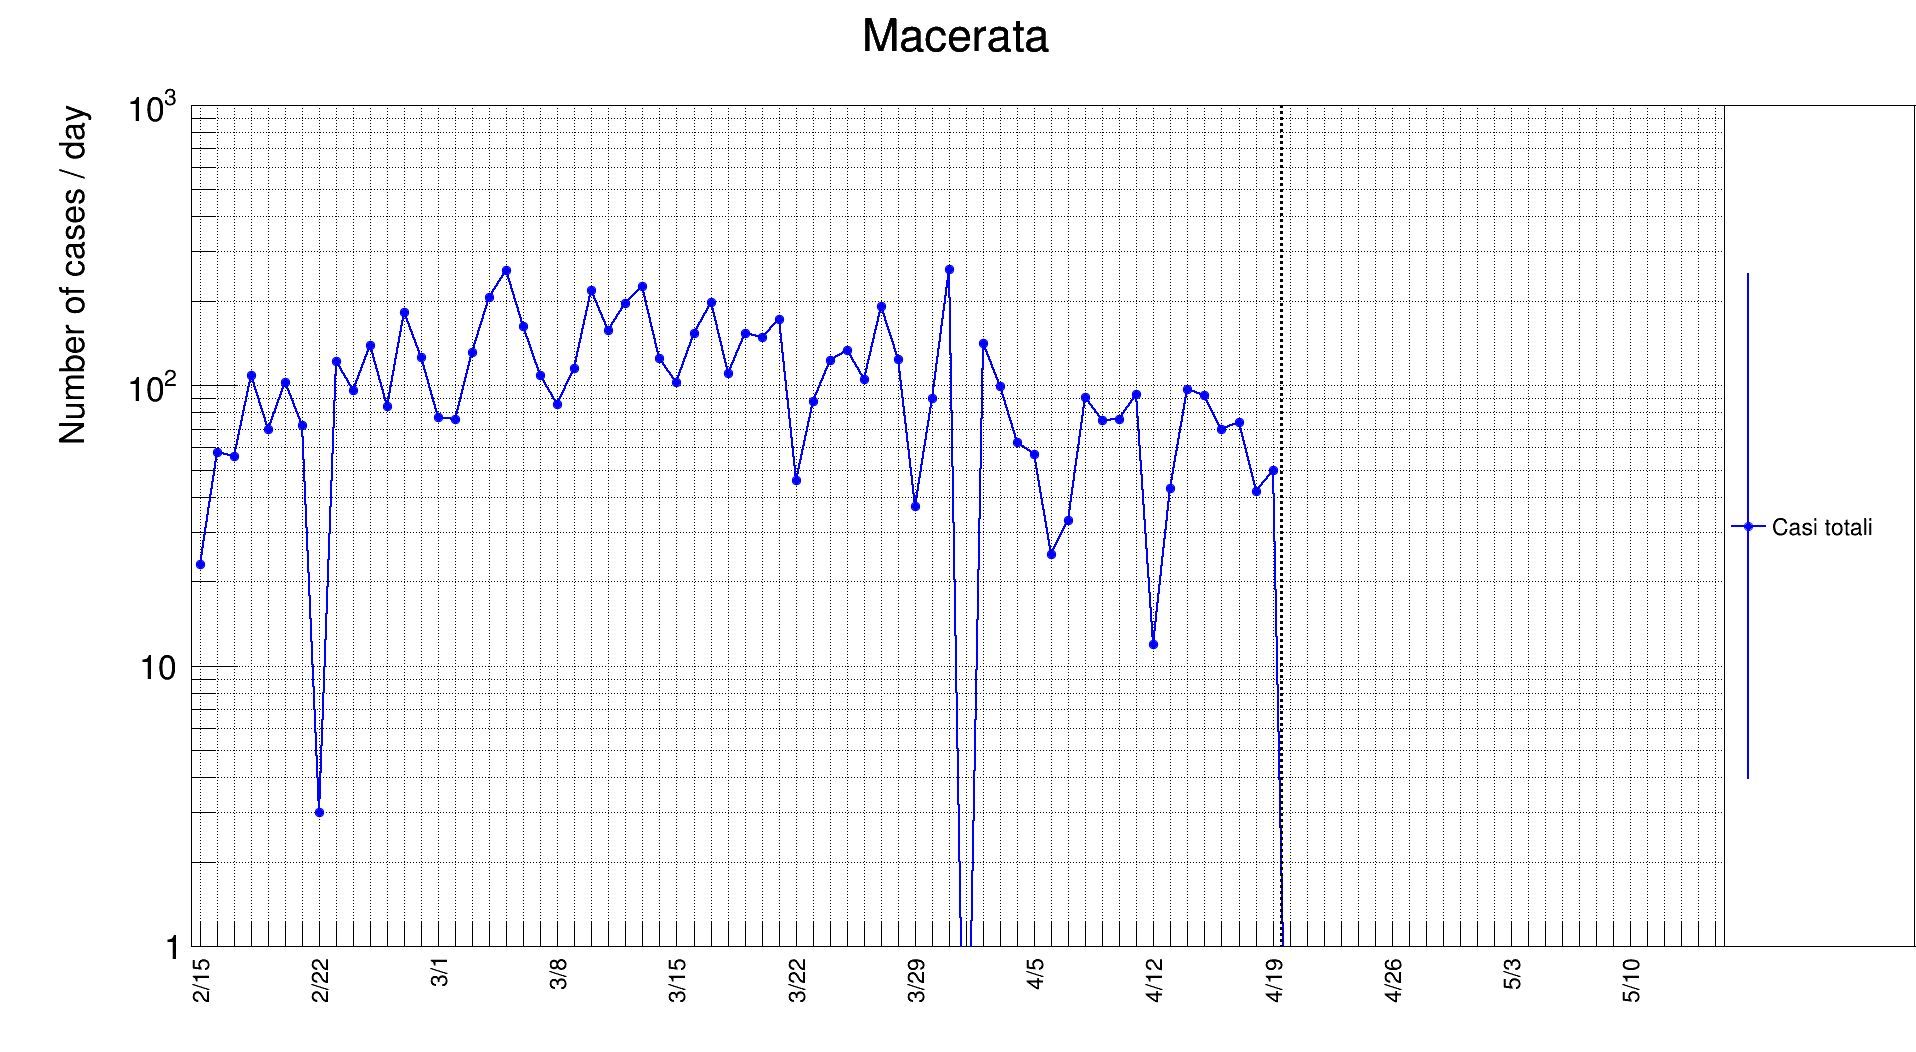 Macerata
Number of cases / day
10³
10²
10
1
2/15 2/22 3/1 3/8 3/15 3/22 3/29 4/5 4/12 4/19 4/26 5/3 5/10
Casi totali